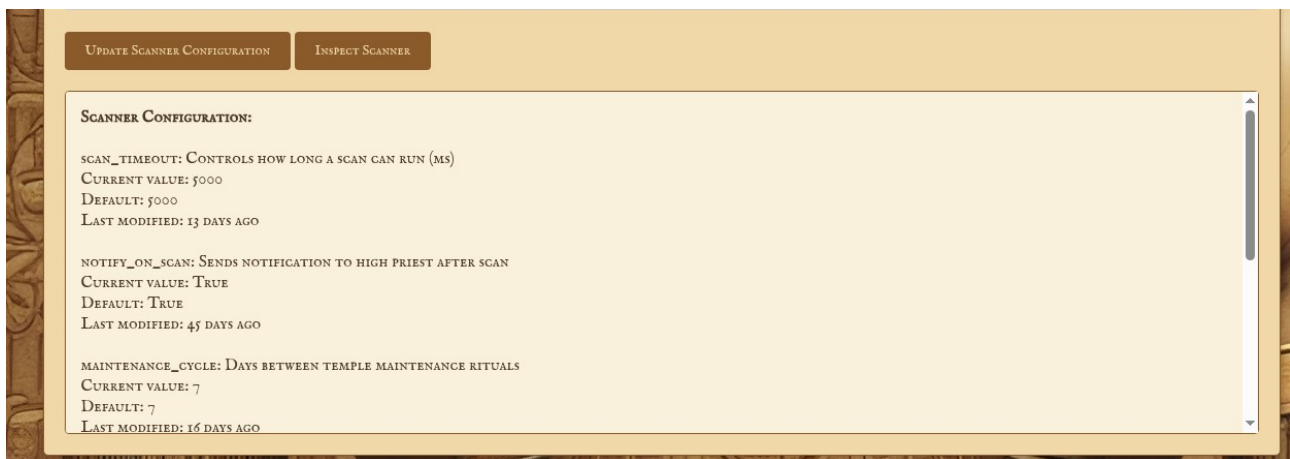 Update Scanner Configuration
Inspect Scanner
Scanner Configuration:
scan_timeout: Controls how long a scan can run (ms)
Current value: 5000
Default: 5000
Last modified: 13 days ago
notify_on_scan: Sends notification to high priest after scan
Current value: True
Default: True
Last modified: 45 days ago
maintenance_cycle: Days between temple maintenance rituals
Current value: 7
Default: 7
Last modified: 16 days ago